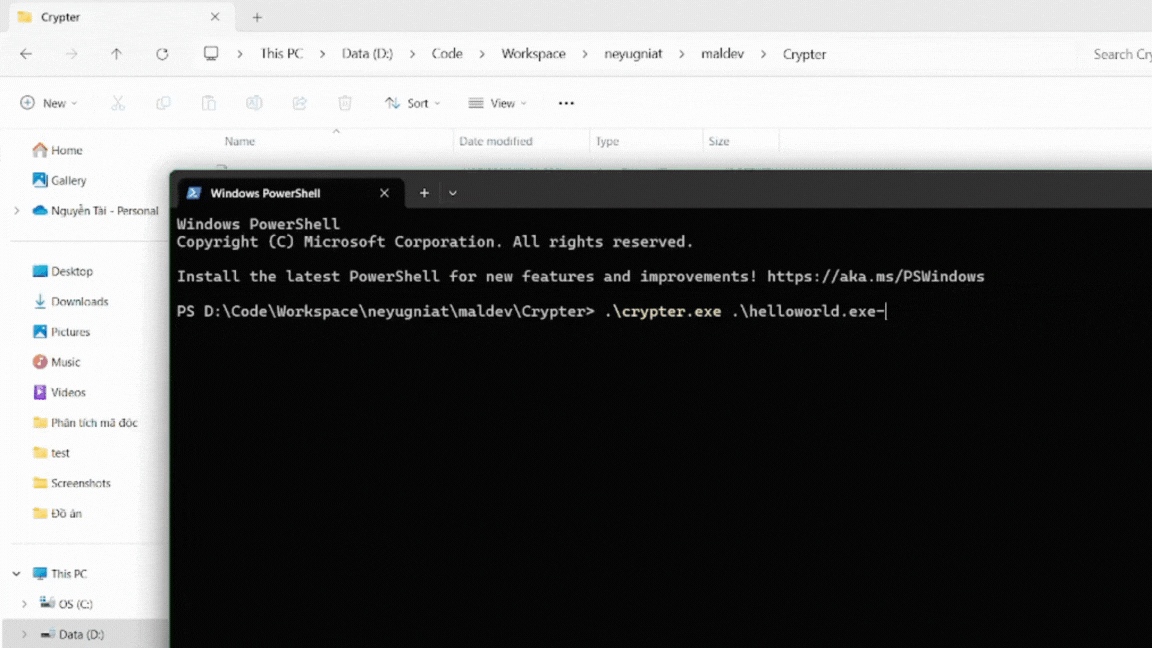 Crypter
This PC > Data (D:) > Code > Workspace > neyugniat > maldev > Crypter
Search Cry
New
Sort
View
Name
Date modified
Type
Size
Home
Gallery
Nguyễn Tài - Personal
Desktop
Downloads
Pictures
Music
Videos
Phân tích mã độc
test
Screenshots
Đồ án
This PC
OS (C:)
Data (D:)
Windows PowerShell
Windows PowerShell
Copyright (C) Microsoft Corporation. All rights reserved.
Install the latest PowerShell for new features and improvements! https://aka.ms/PSWindows
PS D:\Code\Workspace\neyugniat\maldev\Crypter> .\crypter.exe .\helloworld.exe-